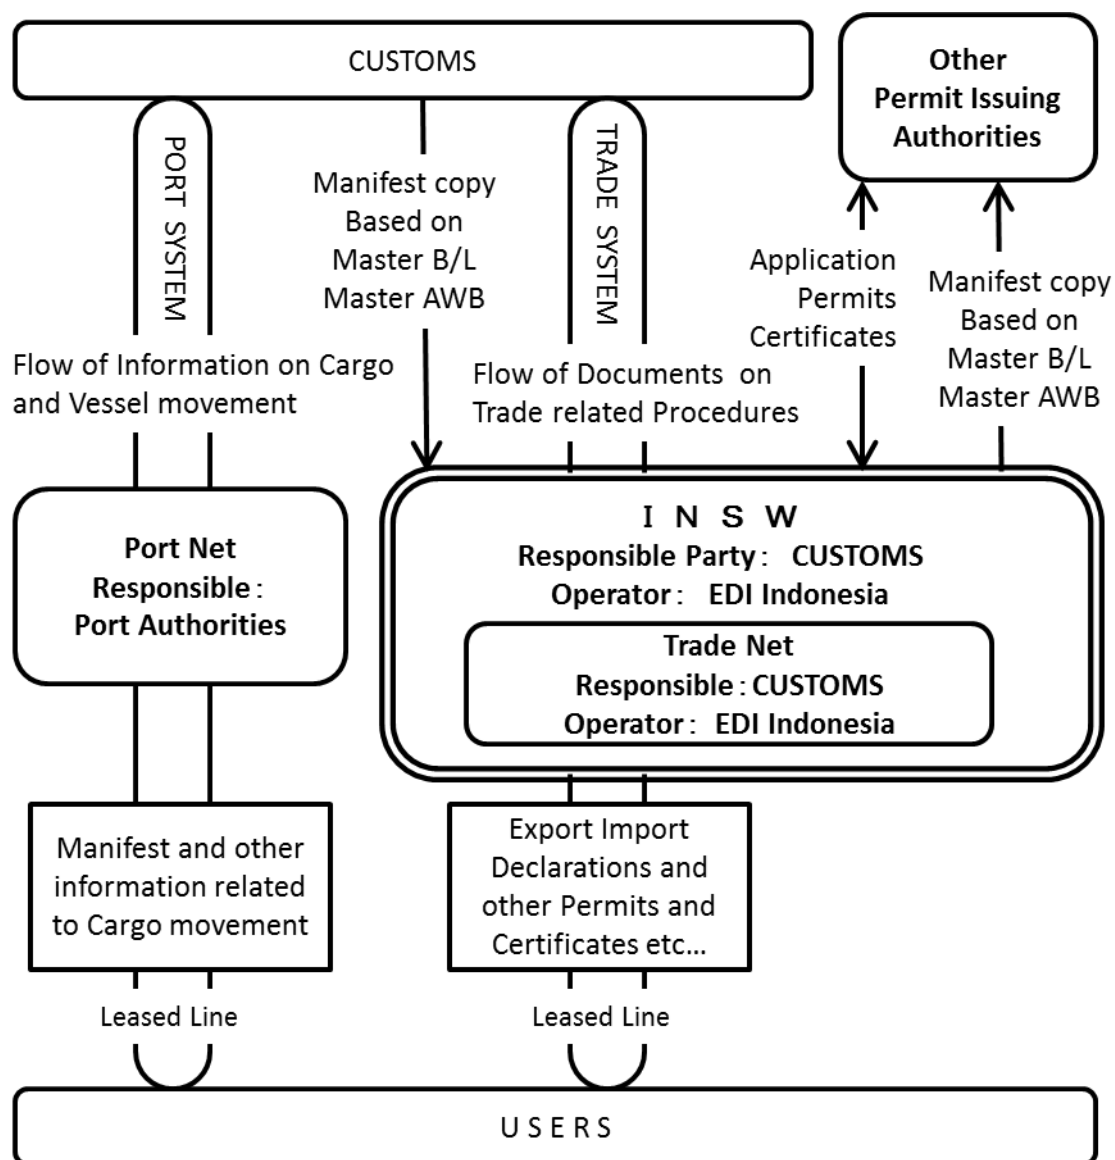 CUSTOMS
Other
Permit Issuing
Authorities
PORT SYSTEM
Manifest copy
Based on
Master B/L
Master AWB
TRADE SYSTEM
Application
Permits
Certificates
Manifest copy
Based on
Master B/L
Master AWB
Flow of Information on Cargo
and Vessel movement
Flow of Documents on
Trade related Procedures
Port Net
Responsible :
Port Authorities
I N S W
Responsible Party : CUSTOMS
Operator : EDI Indonesia
Trade Net
Responsible : CUSTOMS
Operator : EDI Indonesia
Manifest and other
information related
to Cargo movement
Export Import
Declarations and
other Permits and
Certificates etc...
Leased Line
Leased Line
U S E R S